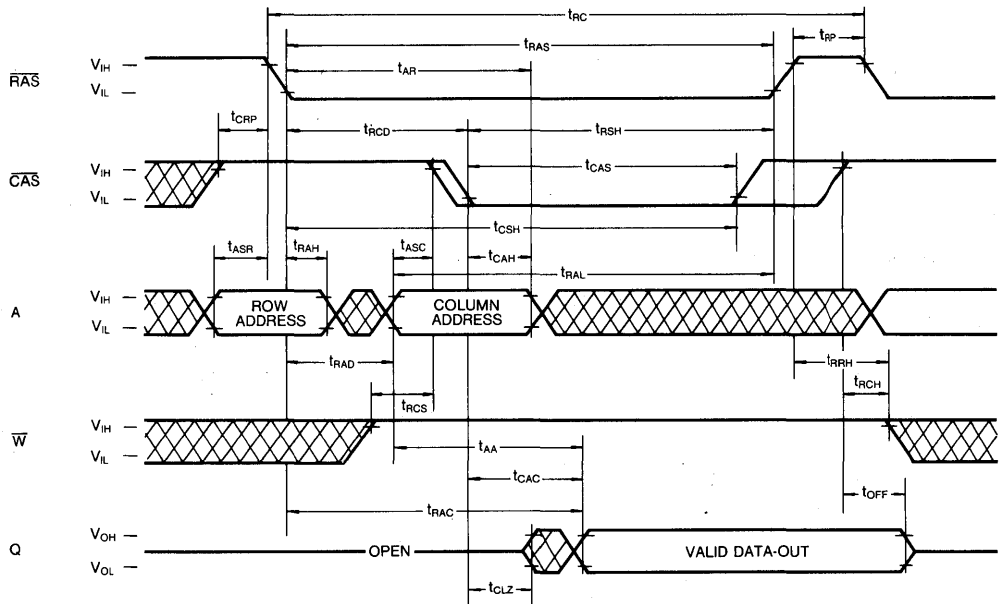 tRC
tRAS
tRP
tAR
RAS
VIH
VIL
tCRP
tRCD
tRSH
CAS
VIH
VIL
tCAS
tCSH
tASR
tRAH
tASC
tCAH
tRAL
A
VIH
VIL
ROW
ADDRESS
COLUMN
ADDRESS
tRAD
tRRH
tRCS
tRCH
W
VIH
VIL
tAA
tCAC
tOFF
tRAC
Q
VOH
VOL
OPEN
VALID DATA-OUT
tCLZ